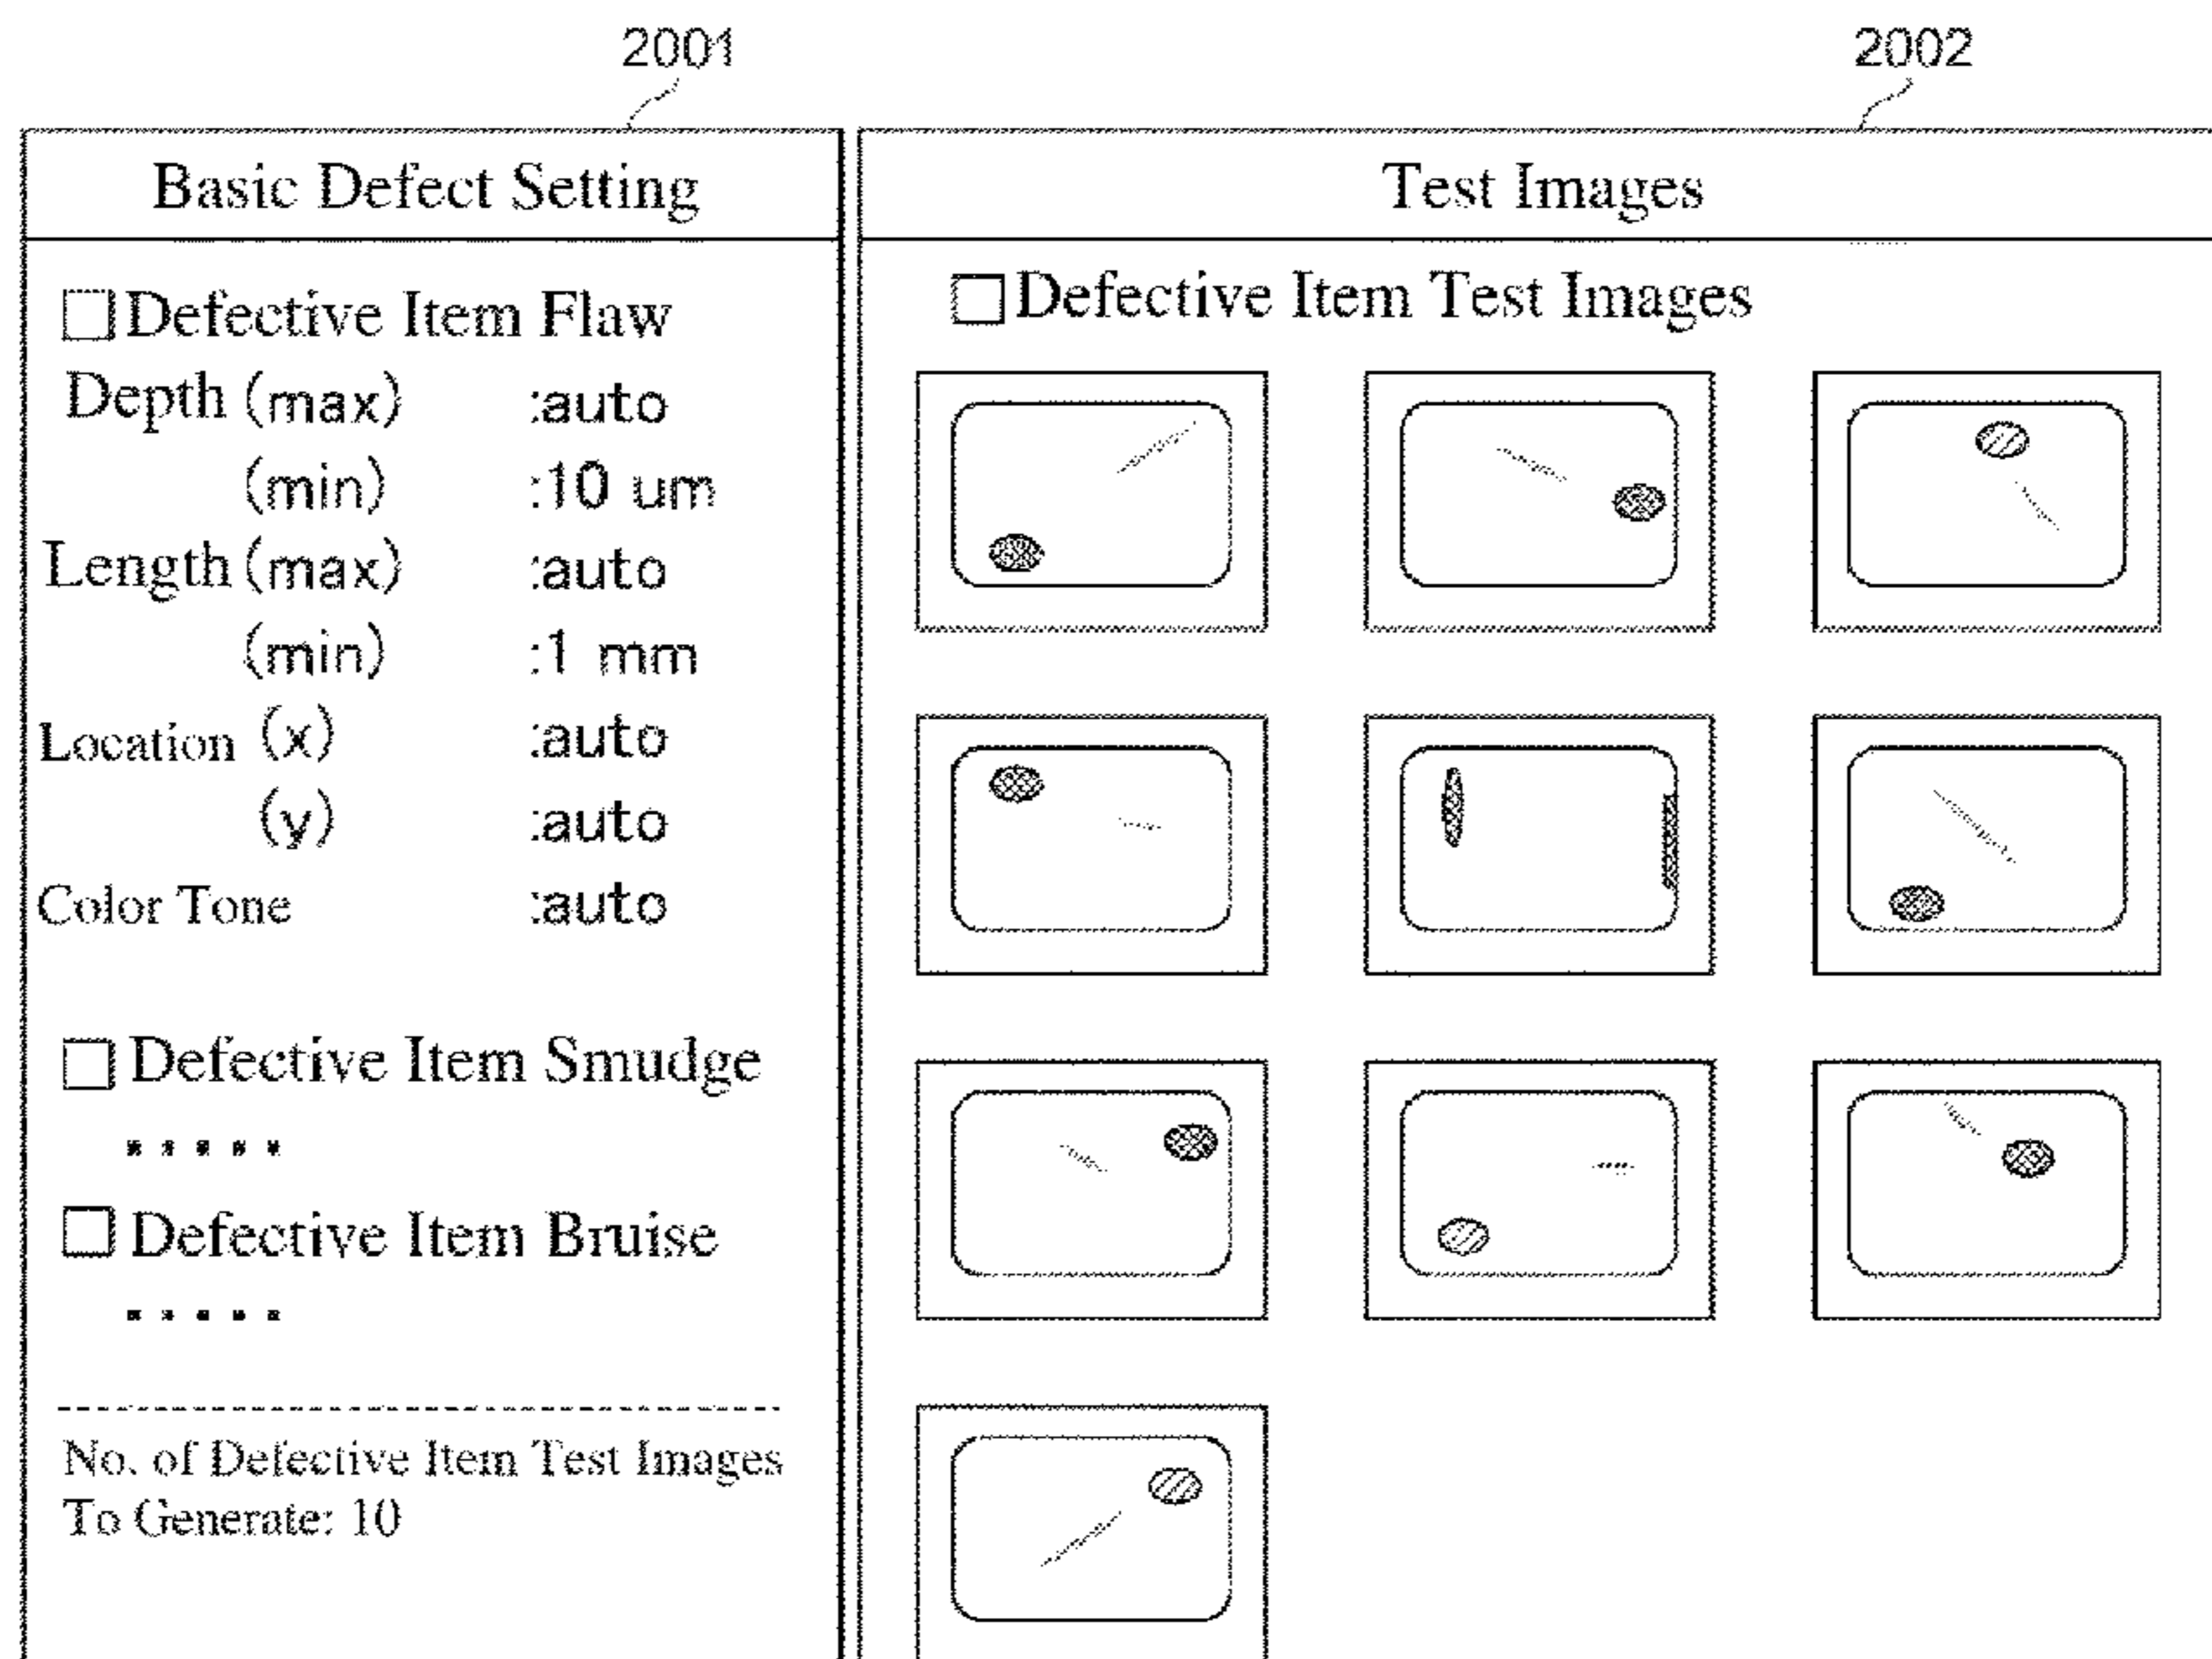 2001
2002
Basic Defect Setting
□ Defective Item Flaw
Depth (max) :auto
(min) :10 um
Length (max) :auto
(min) :1 mm
Location (x) :auto
(y) :auto
Color Tone :auto
□ Defective Item Smudge
.....
□ Defective Item Bruise
.....
No. of Defective Item Test Images
To Generate: 10
Test Images
□ Defective Item Test Images